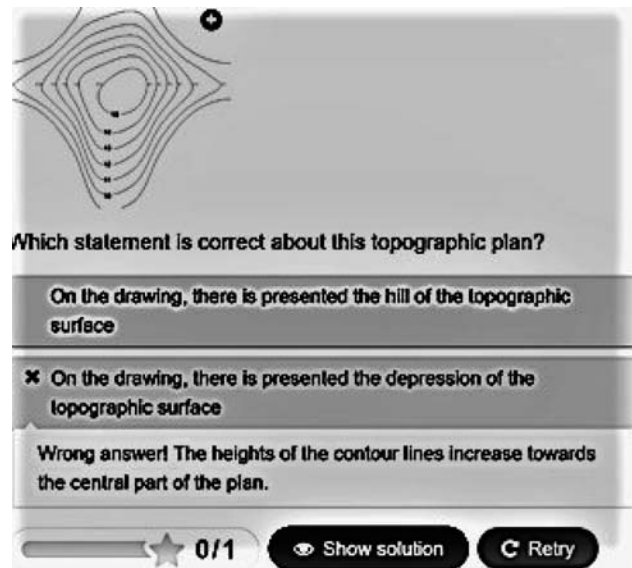 Which statement is correct about this topographic plan?
On the drawing, there is presented the hill of the topographic
surface
On the drawing, there is presented the depression of the
topographic surface
Wrong answer! The heights of the contour lines increase towards
the central part of the plan.
0/1
Show solution
Retry